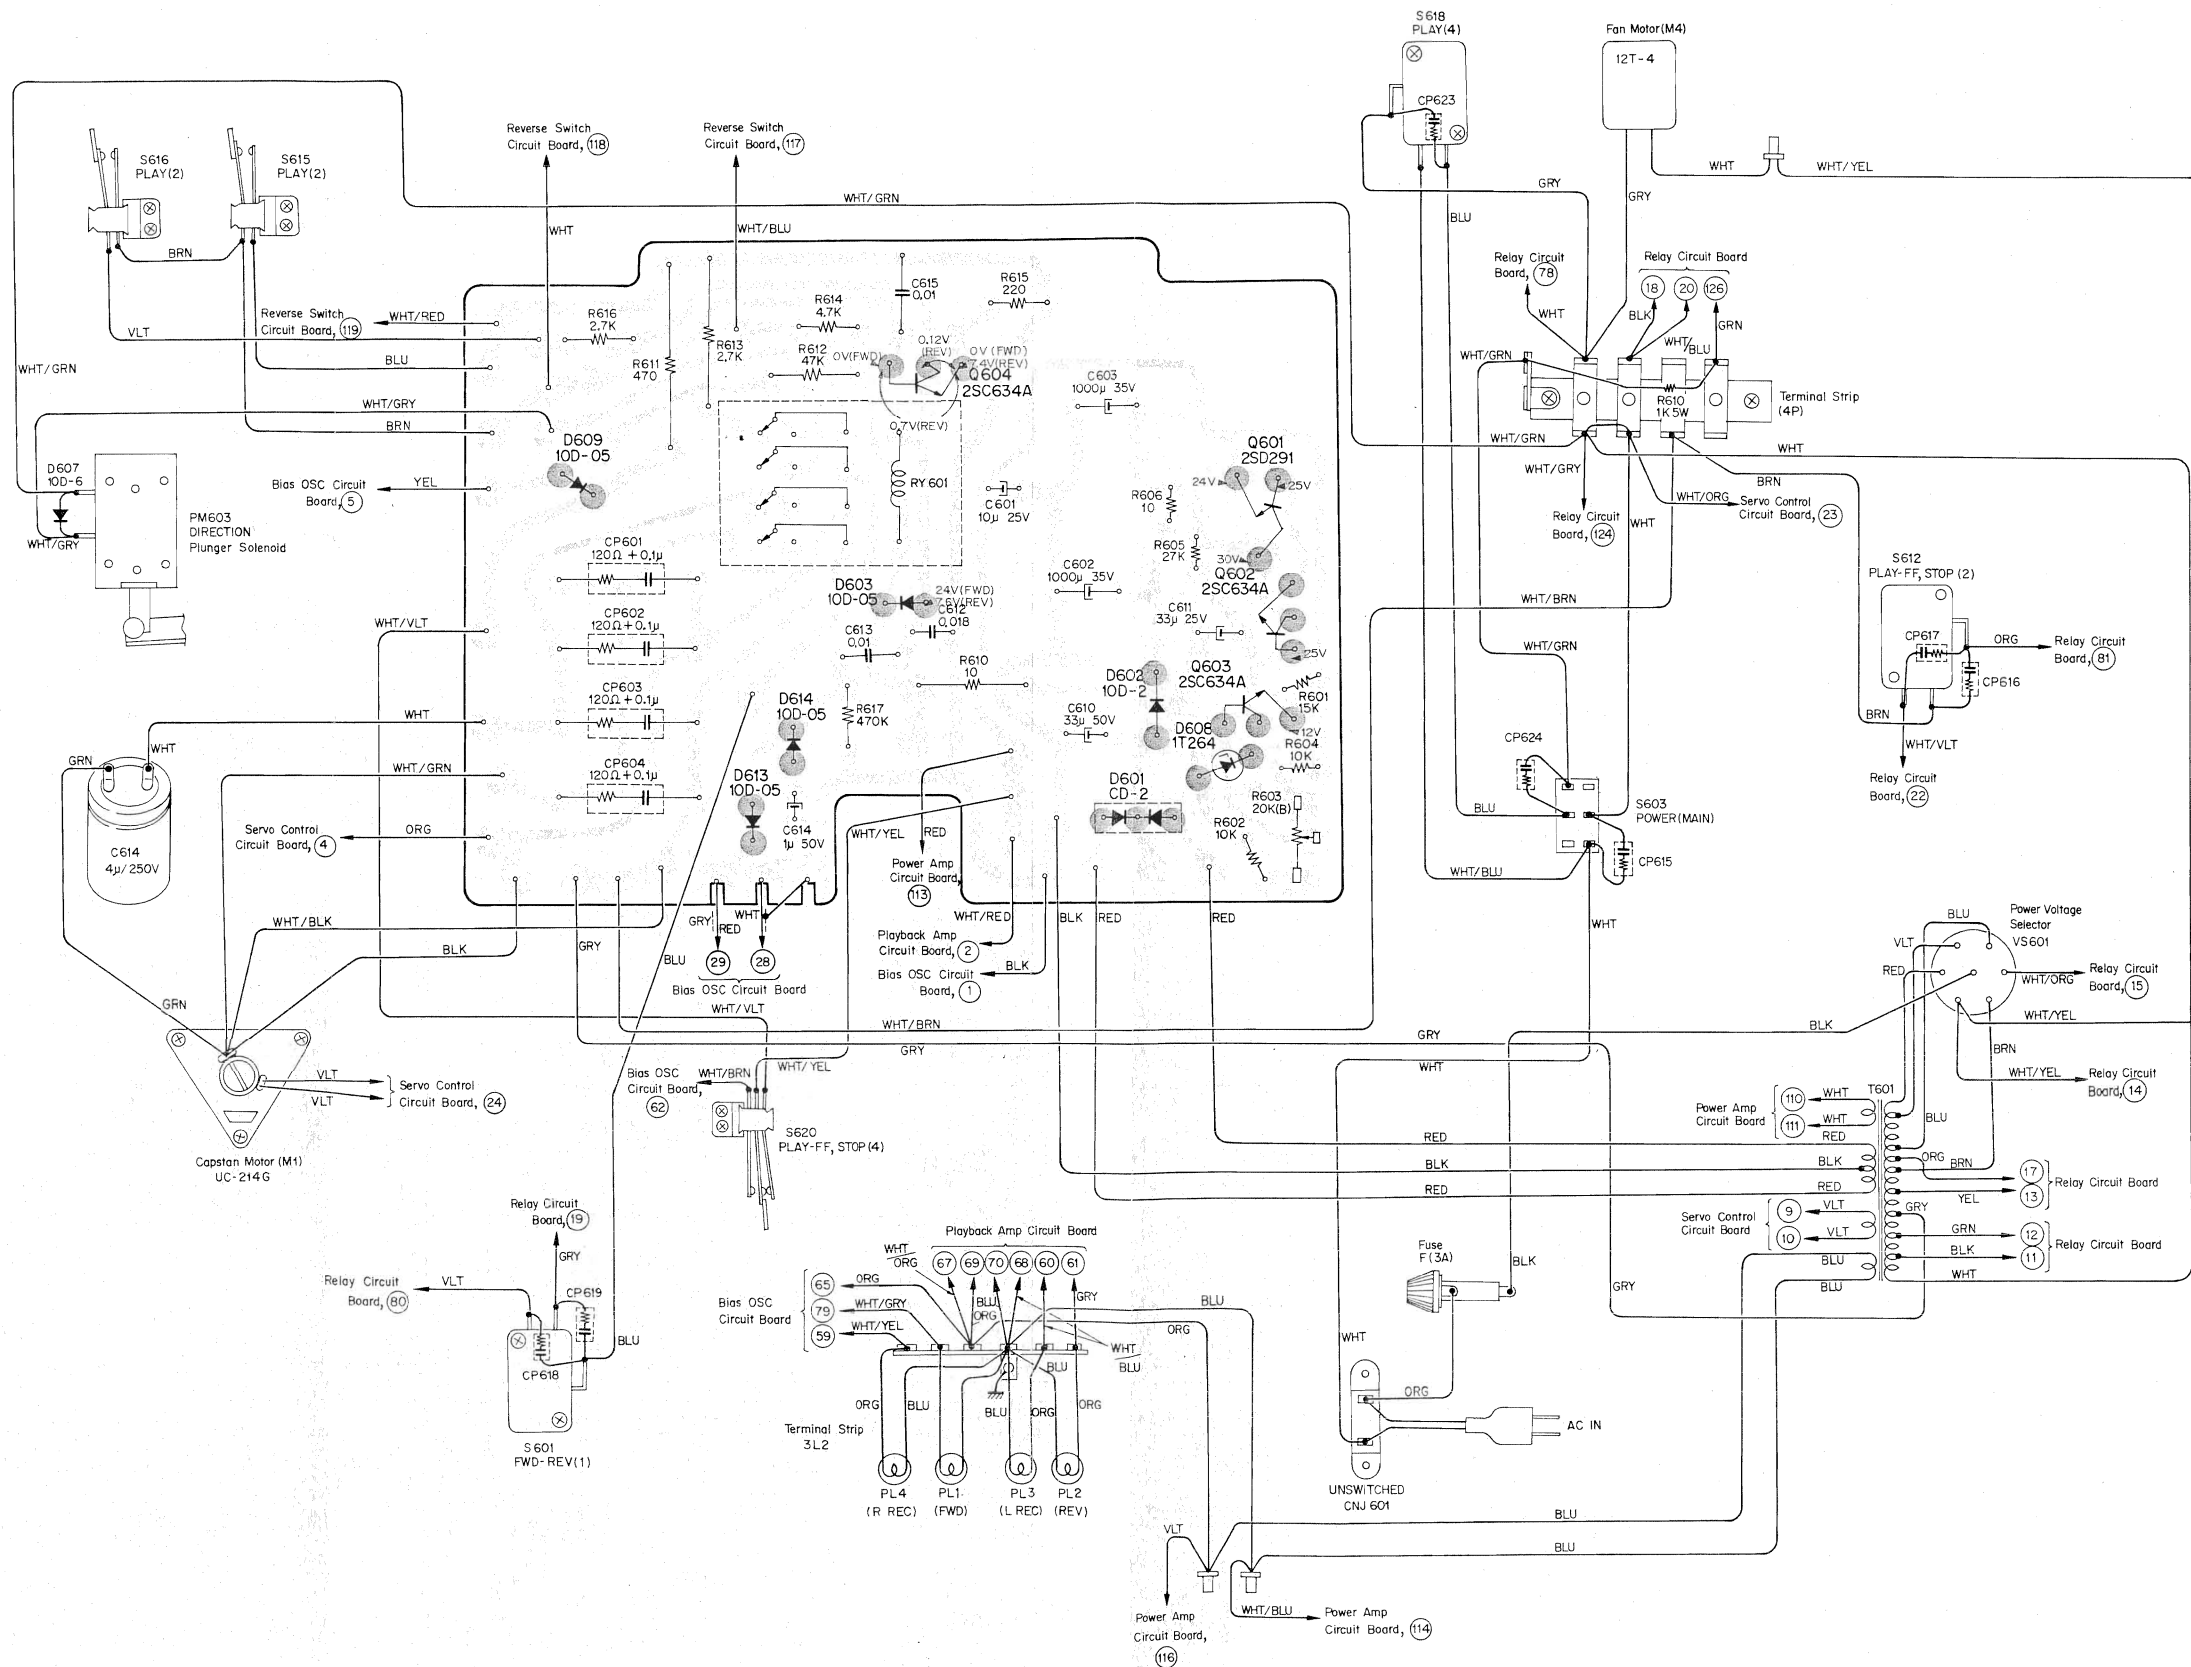 S618
PLAY(4)
Fan Motor(M4)
12T-4
CP623
WHT
WHT/YEL
GRY
GRY
BLU
Reverse Switch
Circuit Board, 118
Reverse Switch
Circuit Board, 117
S616
PLAY(2)
S615
PLAY(2)
WHT/GRN
WHT
WHT/BLU
BRN
Relay Circuit
Board, 78
Relay Circuit Board
18 20 126
WHT
BLK
WHT/
BLU
GRN
Reverse Switch
Circuit Board, 119
WHT/RED
VLT
BLU
WHT/GRN
WHT/GRY
BRN
R616
2.7K
R611
470
R613
2.7K
R614
4.7K
R612
47K
C615
0.01
R615
220
0V(FWD)
0.12V
(REV)
0V(FWD)
7.4V(REV)
Q604
2SC634A
0.7V(REV)
C603
1000μ 35V
WHT/GRN
R610
1K 5W
Terminal Strip
(4P)
WHT/GRN
WHT
WHT/GRY
BRN
WHT/ORG
Servo Control
Circuit Board, 23
Relay Circuit
Board, 124
WHT
D609
10D-05
D607
10D-6
WHT/GRY
PM603
DIRECTION
Plunger Solenoid
Bias OSC Circuit
Board, 5
YEL
RY601
C601
10μ 25V
Q601
2SD291
24V
25V
R606
10
R605
27K
30V
Q602
2SC634A
CP601
120Ω+0.1μ
CP602
120Ω+0.1μ
CP603
120Ω+0.1μ
CP604
120Ω+0.1μ
D603
10D-05
24V(FWD)
7.6V(REV)
C612
0.018
C613
0.01
C602
1000μ 35V
C611
33μ 25V
25V
R610
10
D602
10D-2
Q603
2SC634A
R601
15K
12V
D608
1T264
R604
10K
C610
33μ 50V
D614
10D-05
R617
470K
D613
10D-05
C614
1μ 50V
D601
CD-2
R602
10K
R603
20K(B)
S612
PLAY-FF, STOP (2)
CP617
ORG
Relay Circuit
Board, 81
CP616
BRN
WHT/VLT
Relay Circuit
Board, 22
WHT/BRN
WHT/GRN
CP624
BLU
S603
POWER(MAIN)
CP615
WHT/BLU
WHT
WHT/VLT
WHT
GRN
WHT
C614
4μ/250V
WHT/GRN
Servo Control
Circuit Board, 4
ORG
WHT/BLK
BLK
GRN
GRY
BLU
GRY
RED
WHT
29 28
Bias OSC Circuit Board
WHT/VLT
WHT/YEL
RED
Power Amp
Circuit Board,
113
WHT/RED
Playback Amp
Circuit Board, 2
Bias OSC Circuit
Board, 1
BLK
BLK
RED
RED
WHT/BRN
GRY
GRY
WHT
BLK
Power Voltage
Selector
VS601
BLU
VLT
RED
WHT/ORG
Relay Circuit
Board, 15
WHT/YEL
BRN
WHT/YEL
Relay Circuit
Board, 14
Capstan Motor (M1)
UC-214G
VLT
VLT
Servo Control
Circuit Board, 24
Bias OSC
Circuit Board,
62
WHT/BRN
WHT/YEL
S620
PLAY-FF, STOP(4)
T601
Power Amp
Circuit Board
110
111
WHT
WHT
BLU
RED
RED
BLK
BLK
RED
RED
ORG
BRN
17
13
Relay Circuit Board
YEL
GRY
Servo Control
Circuit Board
9
10
VLT
VLT
GRN
BLK
12
11
Relay Circuit Board
WHT
BLU
BLU
Relay Circuit
Board, 19
GRY
Relay Circuit
Board, 80
VLT
CP619
CP618
BLU
S601
FWD-REV(1)
Playback Amp Circuit Board
67 69 70 68 60 61
WHT
ORG
Bias OSC
Circuit Board
65
79
59
ORG
WHT/GRY
WHT/YEL
BLU
ORG
GRY
BLU
ORG
WHT
BLU
BLU
ORG
BLU
BLU
ORG
ORG
Terminal Strip
3L2
PL4
(R REC)
PL1
(FWD)
PL3
(L REC)
PL2
(REV)
Fuse
F(3A)
BLK
GRY
WHT
ORG
AC IN
UNSWITCHED
CNJ 601
BLU
BLU
VLT
WHT/BLU
Power Amp
Circuit Board,
116
Power Amp
Circuit Board, 114